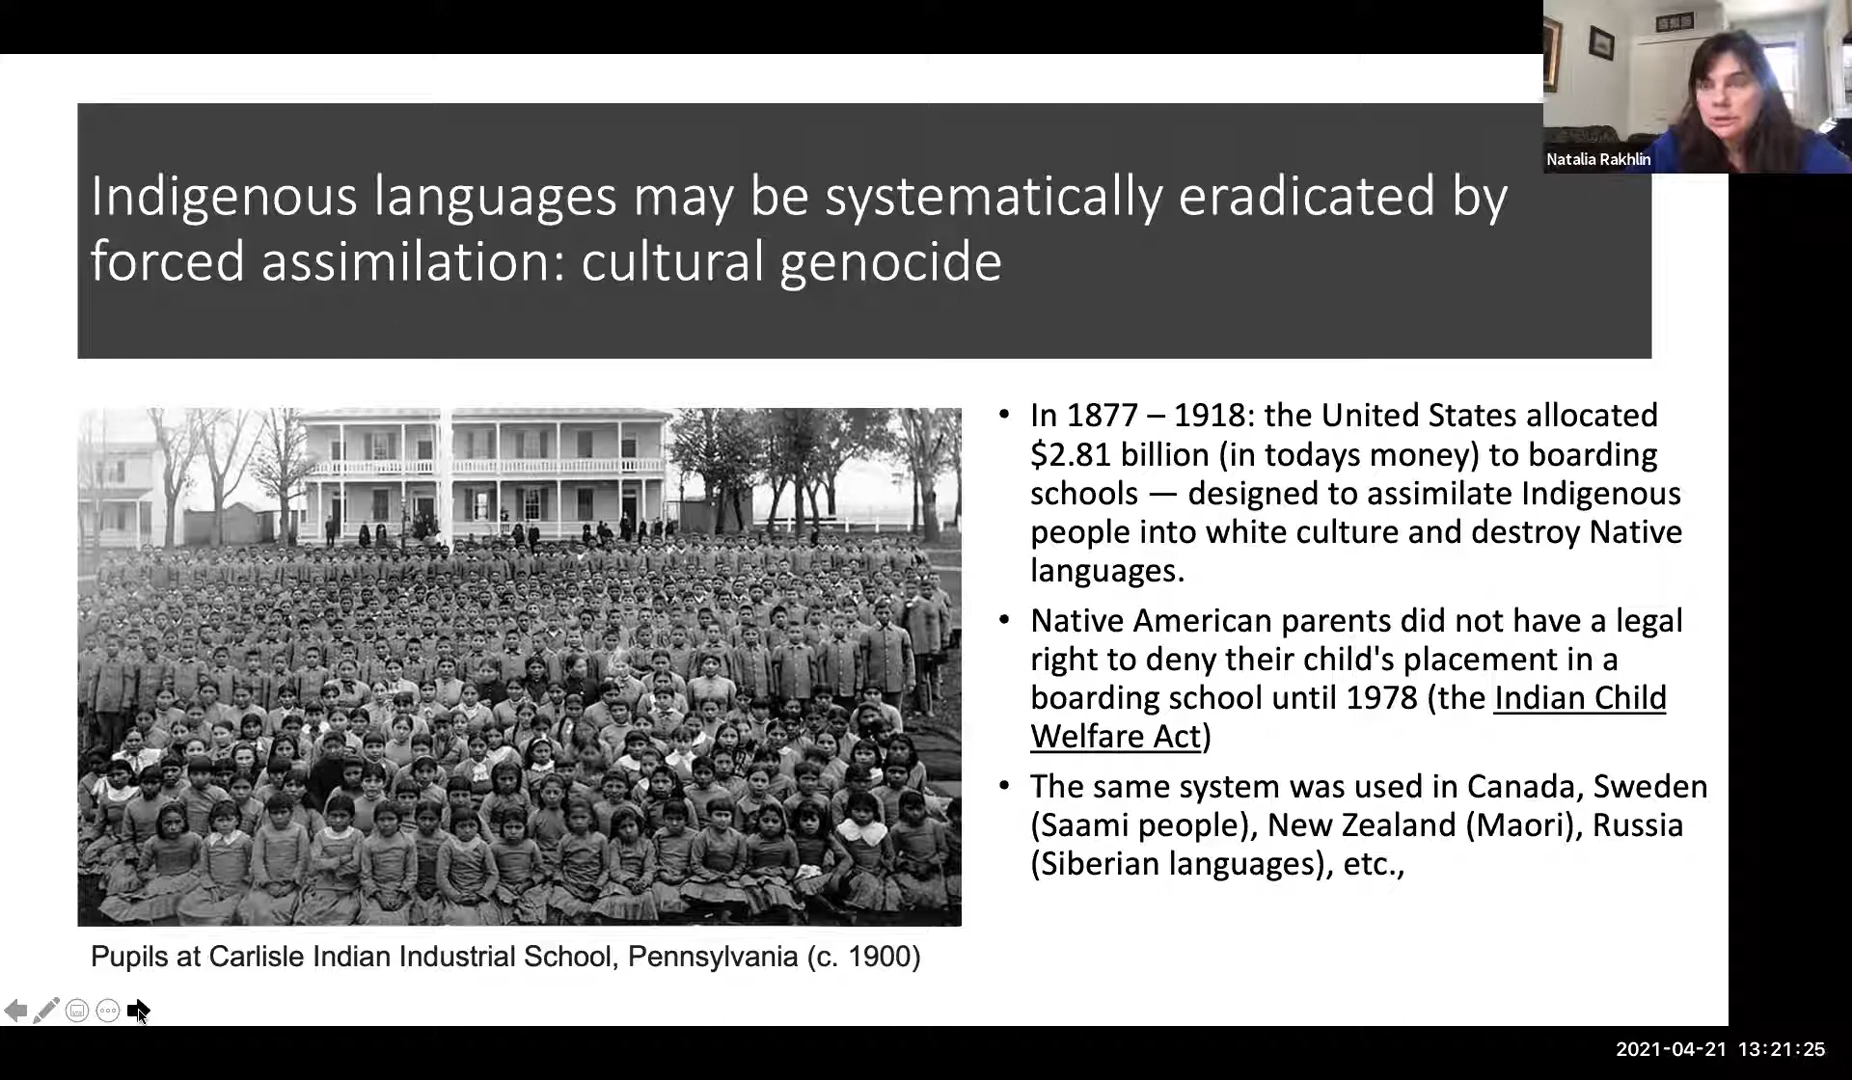 Natalia Rakhlin
Indigenous languages may be systematically eradicated by
forced assimilation: cultural genocide
• In 1877 – 1918: the United States allocated
$2.81 billion (in todays money) to boarding
schools — designed to assimilate Indigenous
people into white culture and destroy Native
languages.
• Native American parents did not have a legal
right to deny their child's placement in a
boarding school until 1978 (the Indian Child
Welfare Act)
• The same system was used in Canada, Sweden
(Saami people), New Zealand (Maori), Russia
(Siberian languages), etc.,
Pupils at Carlisle Indian Industrial School, Pennsylvania (c. 1900)
2021-04-21 13:21:25